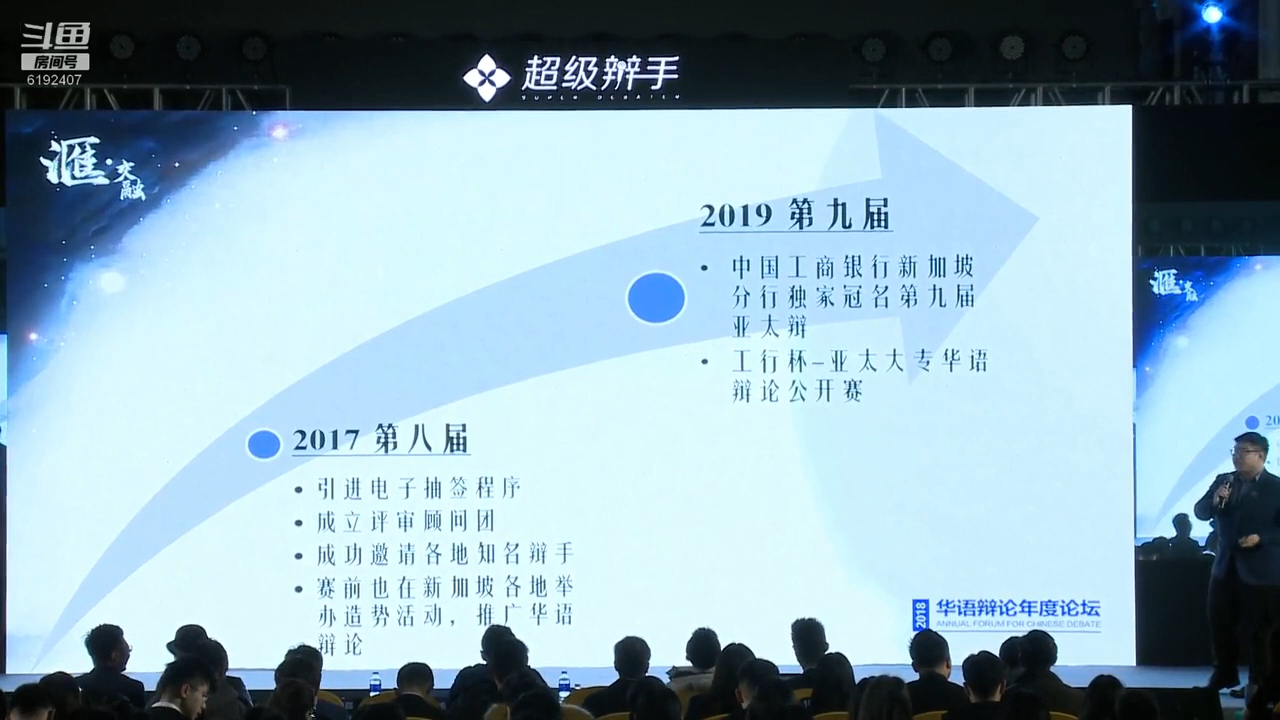 斗鱼
房间号
6192407
超级辩手
SUPER DEBATER
滙·交融
2019 第九届
• 中国工商银行新加坡
分行独家冠名第九届
亚太辩
• 工行杯–亚太大专华语
辩论公开赛
2017 第八届
• 引进电子抽签程序
• 成立评审顾问团
• 成功邀请各地知名辩手
• 赛前也在新加坡各地举
办造势活动，推广华语
辩论
2018
华语辩论年度论坛
ANNUAL FORUM FOR CHINESE DEBATE
滙·交融
20